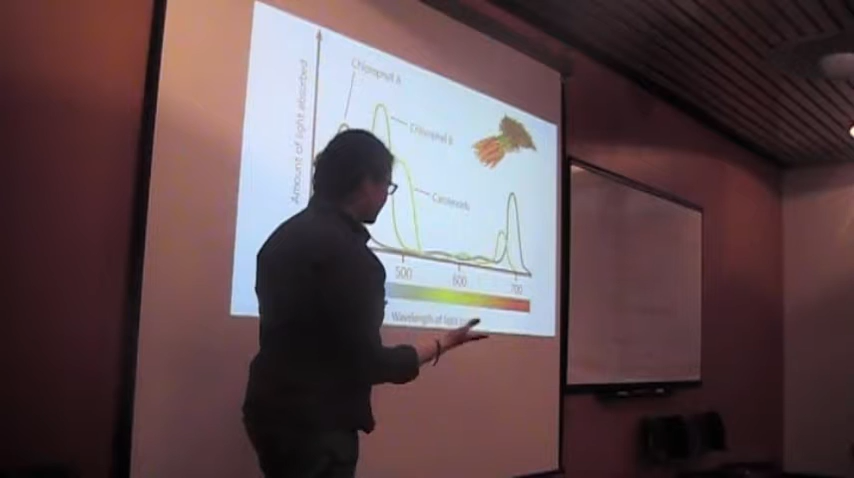 Chlorophyll A
Chlorophyll B
Carotenoids
Amount of light absorbed
500
600
700
Wavelength of light